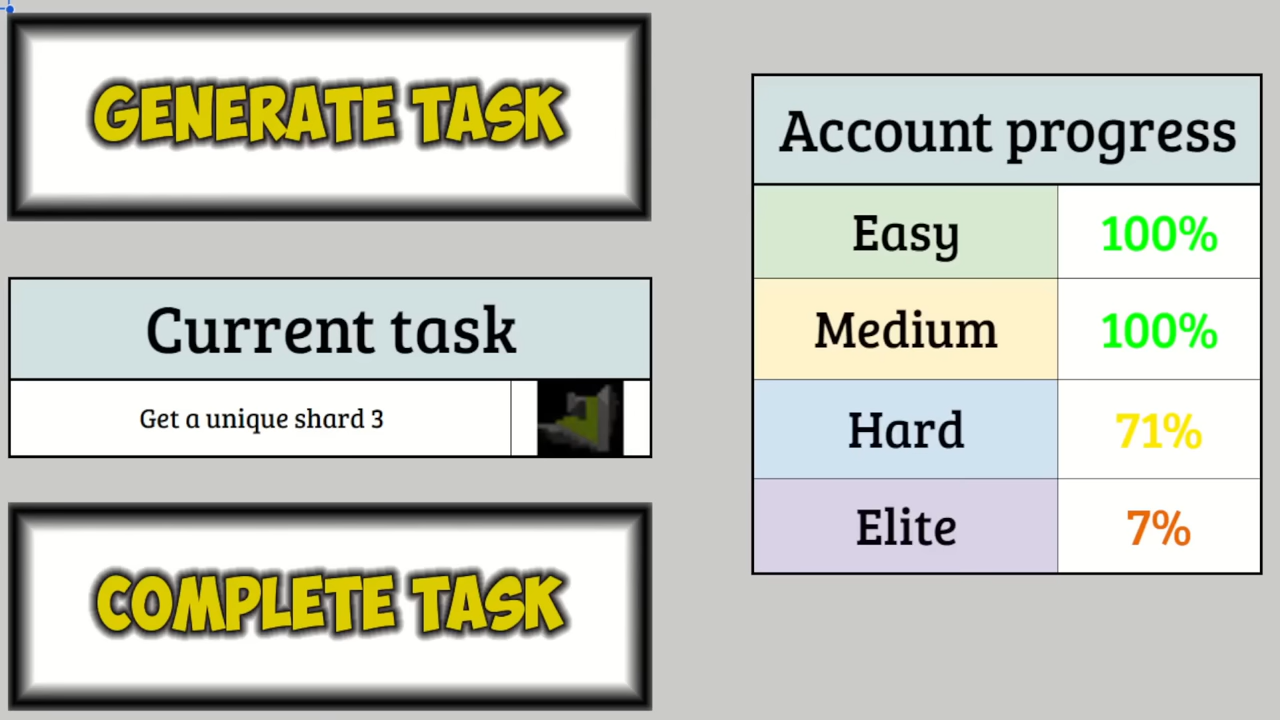 GENERATE TASK
Current task
Get a unique shard 3
COMPLETE TASK
Account progress
Easy 100%
Medium 100%
Hard 71%
Elite 7%